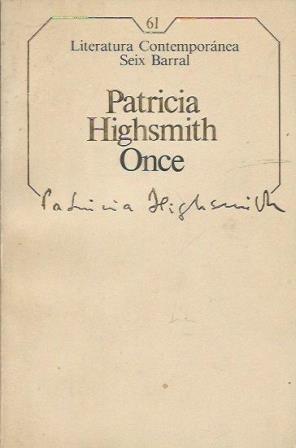 61
Literatura Contemporánea
Seix Barral
Patricia
Highsmith
Once
Patricia Highsmith